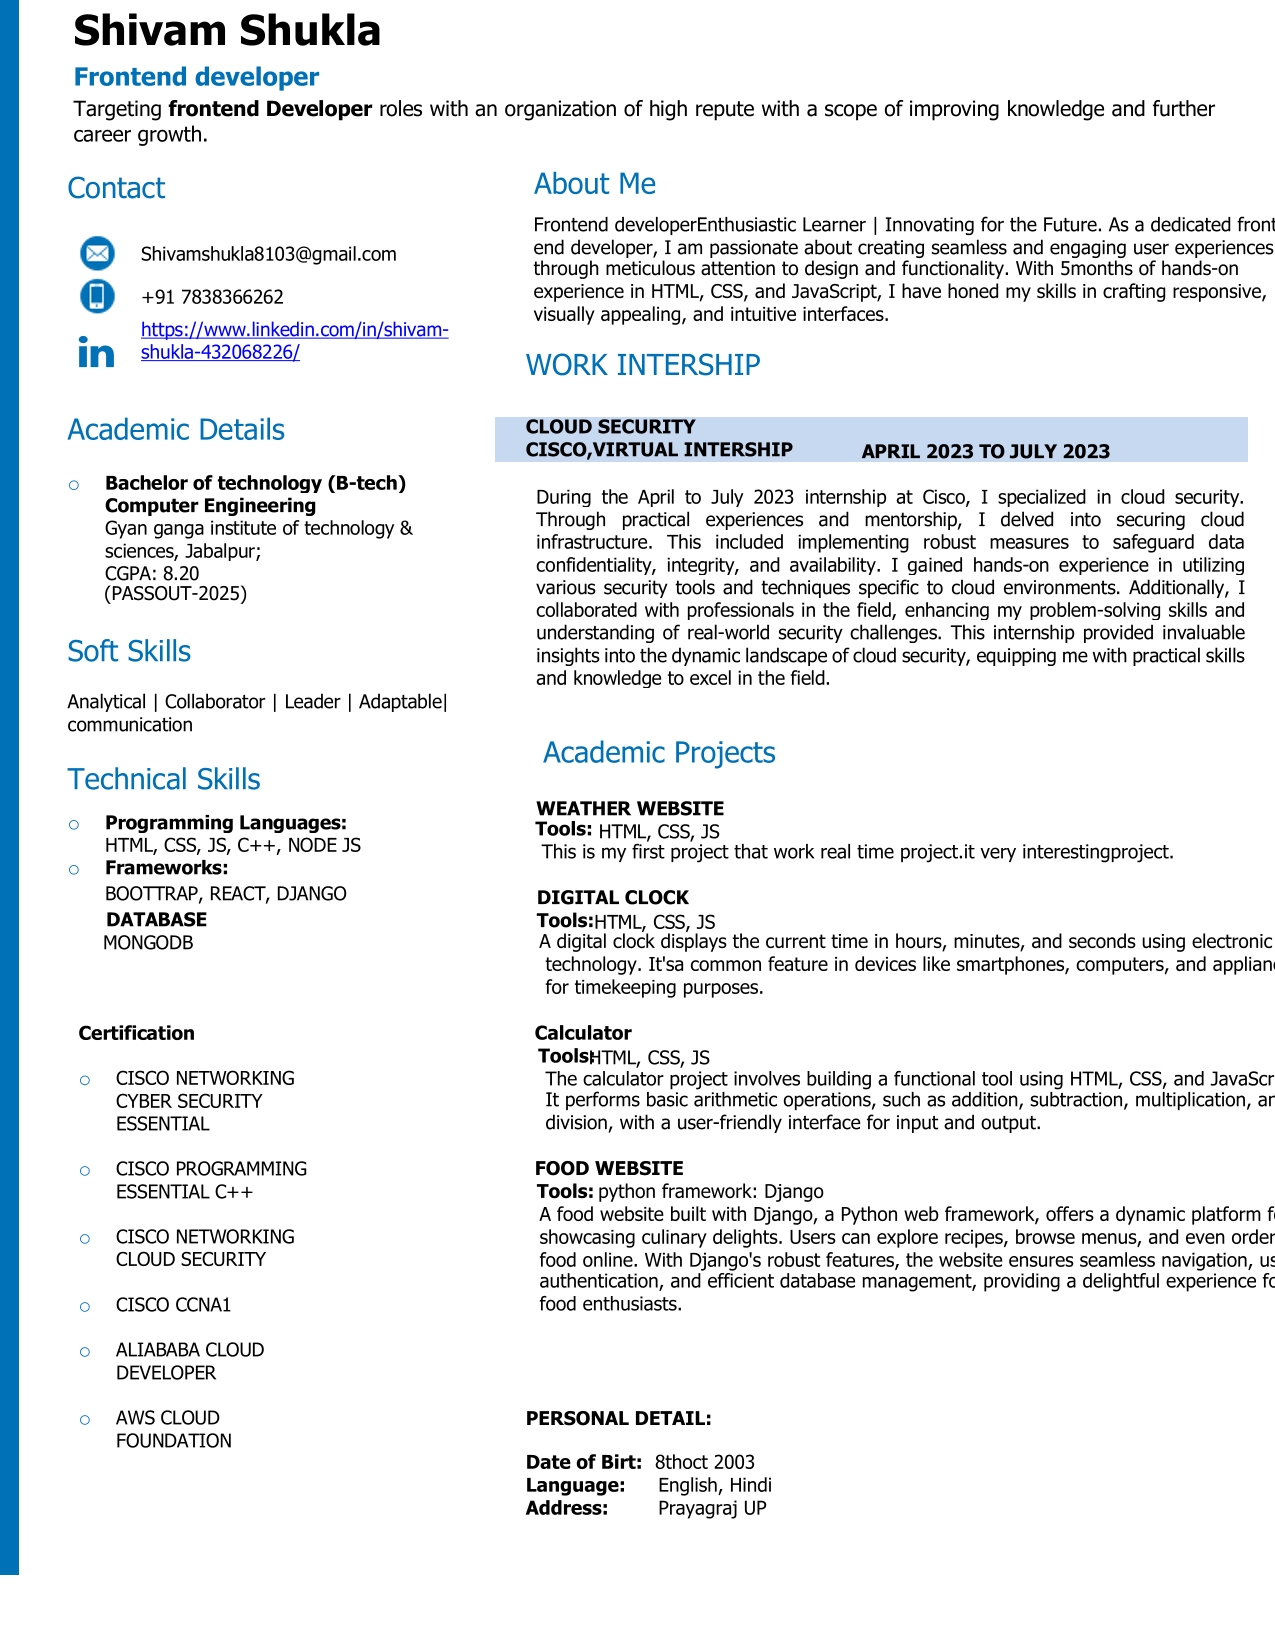 Shivam Shukla
Frontend developer
Targeting frontend Developer roles with an organization of high repute with a scope of improving knowledge and further
career growth.
Contact
Shivamshukla8103@gmail.com
+91 7838366262
https://www.linkedin.com/in/shivam-
shukla-432068226/
Academic Details
Bachelor of technology (B-tech)
Computer Engineering
Gyan ganga institute of technology &
sciences, Jabalpur;
CGPA: 8.20
(PASSOUT-2025)
Soft Skills
Analytical | Collaborator | Leader | Adaptable|
communication
Technical Skills
Programming Languages:
HTML, CSS, JS, C++, NODE JS
Frameworks:
BOOTTRAP, REACT, DJANGO
DATABASE
MONGODB
Certification
CISCO NETWORKING
CYBER SECURITY
ESSENTIAL
CISCO PROGRAMMING
ESSENTIAL C++
CISCO NETWORKING
CLOUD SECURITY
CISCO CCNA1
ALIABABA CLOUD
DEVELOPER
AWS CLOUD
FOUNDATION
About Me
Frontend developerEnthusiastic Learner | Innovating for the Future. As a dedicated front
end developer, I am passionate about creating seamless and engaging user experiences
through meticulous attention to design and functionality. With 5months of hands-on
experience in HTML, CSS, and JavaScript, I have honed my skills in crafting responsive,
visually appealing, and intuitive interfaces.
WORK INTERSHIP
CLOUD SECURITY
CISCO,VIRTUAL INTERSHIP APRIL 2023 TO JULY 2023
During the April to July 2023 internship at Cisco, I specialized in cloud security.
Through practical experiences and mentorship, I delved into securing cloud
infrastructure. This included implementing robust measures to safeguard data
confidentiality, integrity, and availability. I gained hands-on experience in utilizing
various security tools and techniques specific to cloud environments. Additionally, I
collaborated with professionals in the field, enhancing my problem-solving skills and
understanding of real-world security challenges. This internship provided invaluable
insights into the dynamic landscape of cloud security, equipping me with practical skills
and knowledge to excel in the field.
Academic Projects
WEATHER WEBSITE
Tools: HTML, CSS, JS
This is my first project that work real time project.it very interestingproject.
DIGITAL CLOCK
Tools:HTML, CSS, JS
A digital clock displays the current time in hours, minutes, and seconds using electronic
technology. It'sa common feature in devices like smartphones, computers, and
for timekeeping purposes.
Calculator
Tools:HTML, CSS, JS
The calculator project involves building a functional tool using HTML, CSS, and
It performs basic arithmetic operations, such as addition, subtraction, multiplication,
division, with a user-friendly interface for input and output.
FOOD WEBSITE
Tools: python framework: Django
A food website built with Django, a Python web framework, offers a dynamic platform
showcasing culinary delights. Users can explore recipes, browse menus, and even order
food online. With Django's robust features, the website ensures seamless navigation,
authentication, and efficient database management, providing a delightful experience
food enthusiasts.
PERSONAL DETAIL:
Date of Birt: 8thoct 2003
Language: English, Hindi
Address: Prayagraj UP